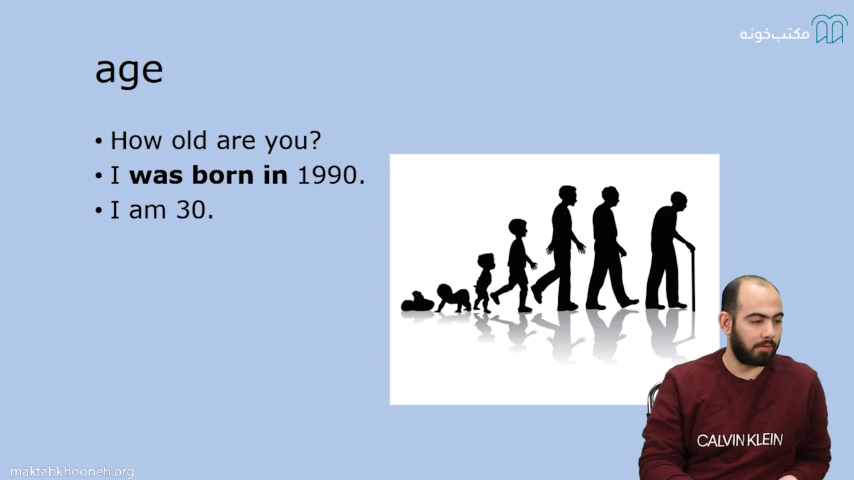 مکتب‌خونه
age
• How old are you?
• I was born in 1990.
• I am 30.
CALVIN KLEIN
maktabkhooneh.org